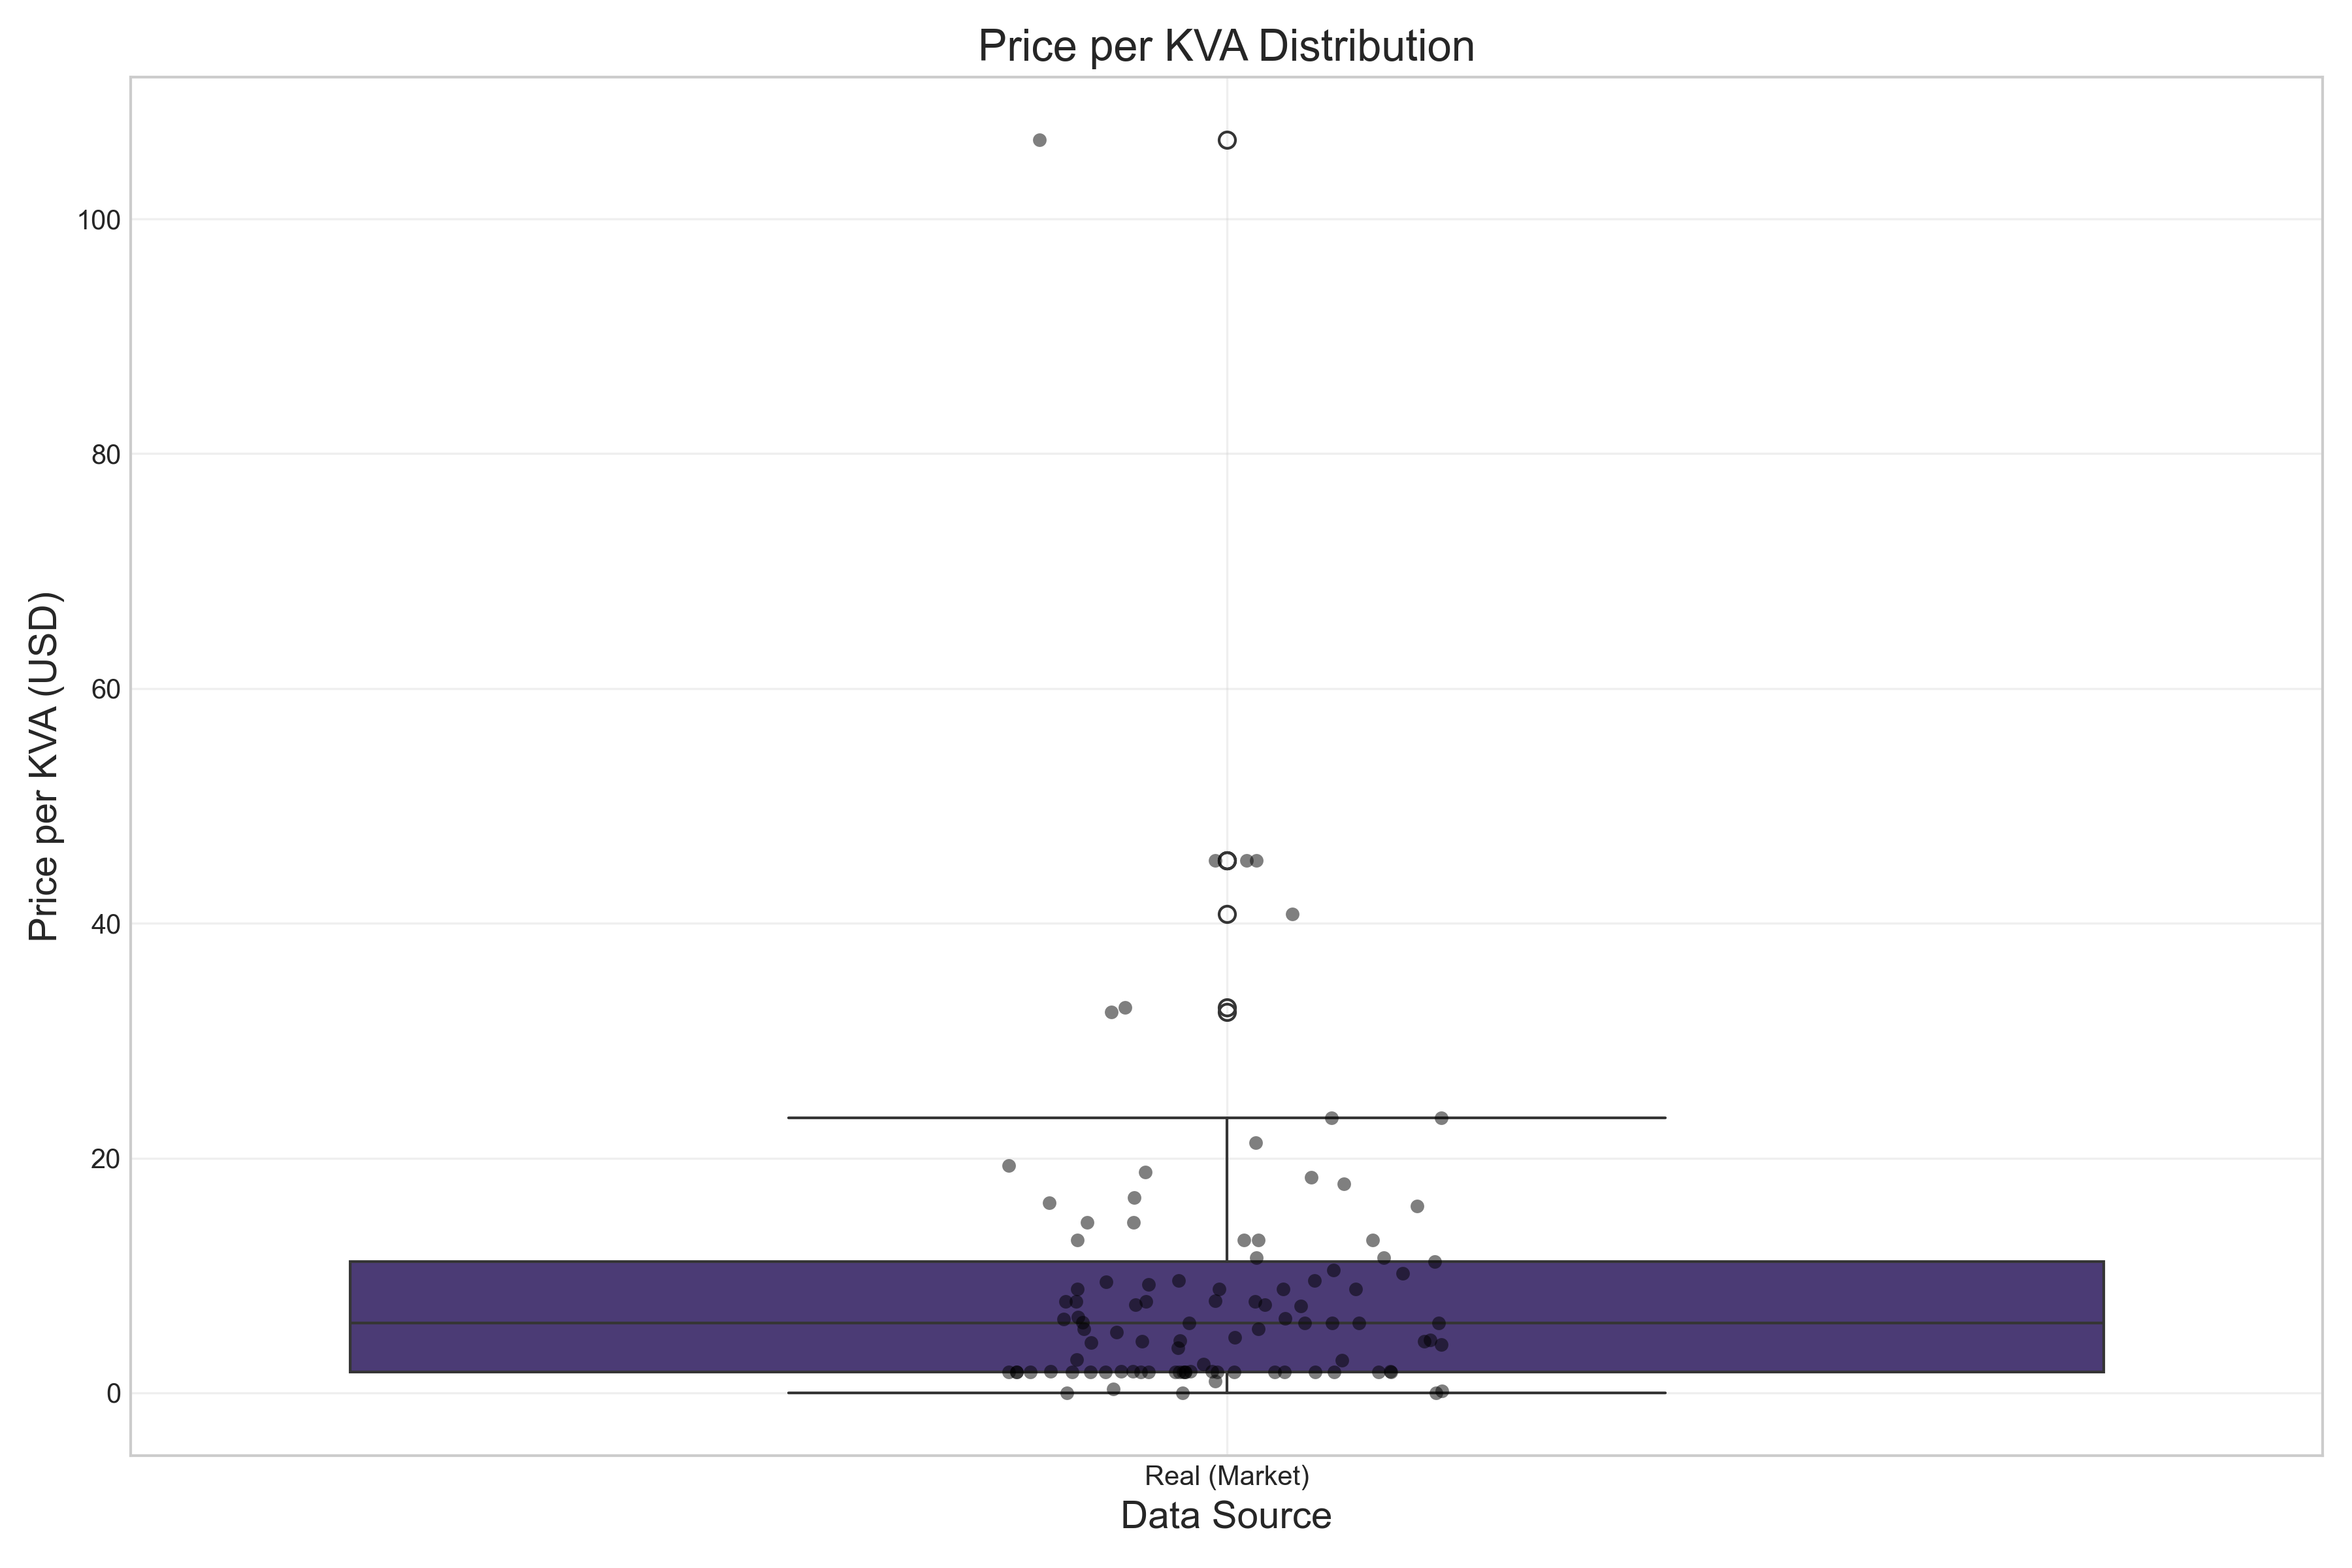 Price per KVA Distribution
Price per KVA (USD)
100
80
60
40
20
0
Real (Market)
Data Source